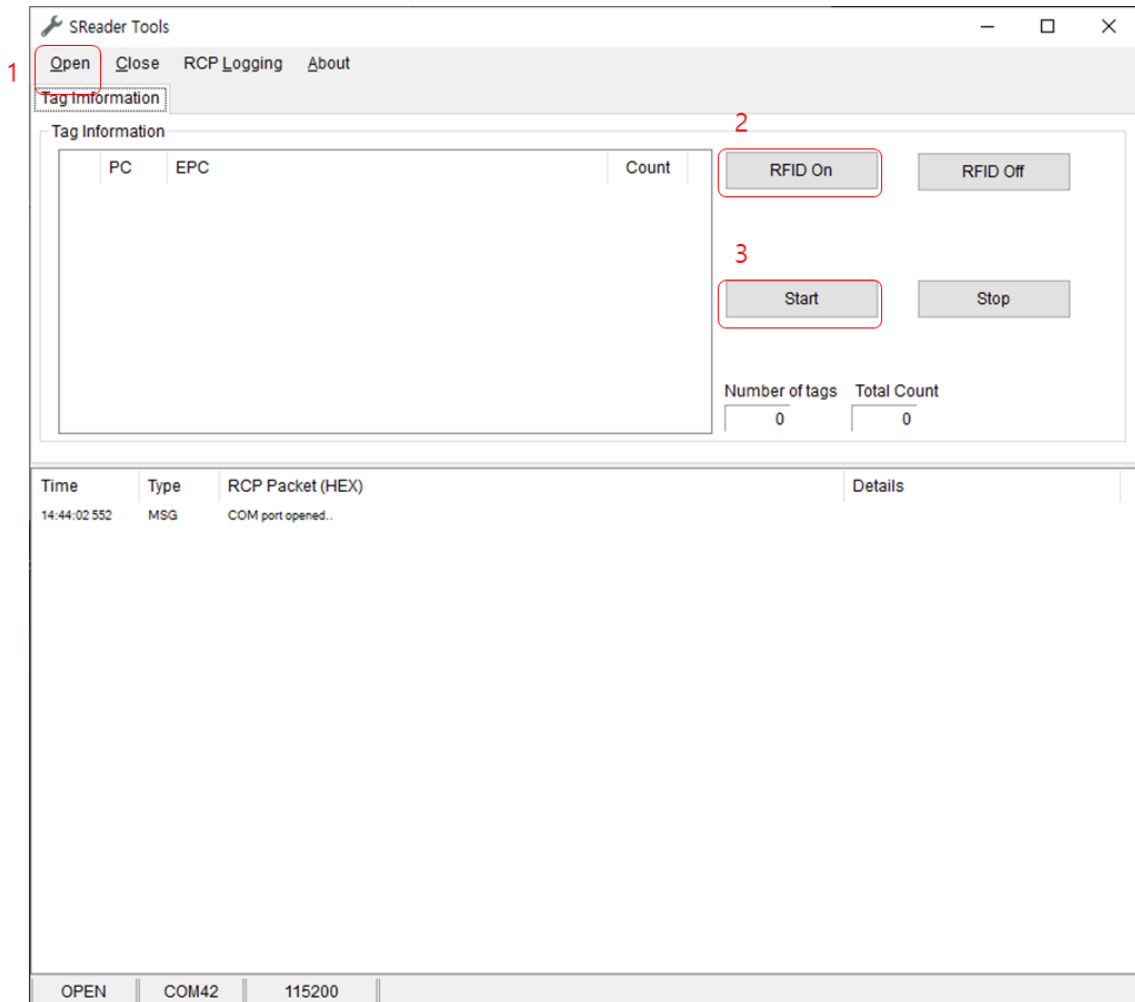 SReader Tools
1
Open Close RCP Logging About
Tag Imformation
Tag Information
2
PC EPC Count
RFID On RFID Off
3
Start Stop
Number of tags Total Count
0 0
Time Type RCP Packet (HEX) Details
14:44:02 552 MSG COM port opened..
OPEN COM42 115200